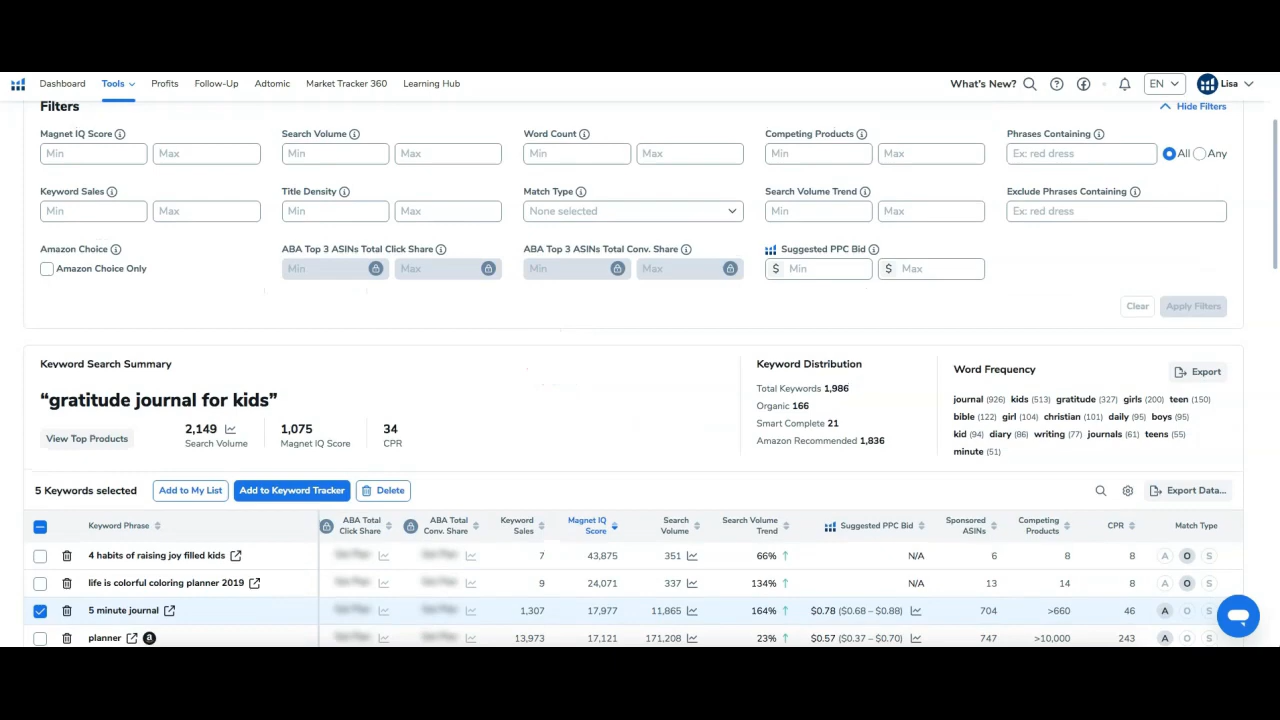 Dashboard Tools Profits Follow-Up Adtomic Market Tracker 360 Learning Hub What's New? EN Lisa
Filters Hide Filters
Magnet IQ Score Search Volume Word Count Competing Products Phrases Containing
Min Max Min Max Min Max Min Max Ex: red dress All Any
Keyword Sales Title Density Match Type Search Volume Trend Exclude Phrases Containing
Min Max Min Max None selected Min Max Ex: red dress
Amazon Choice ABA Top 3 ASINs Total Click Share ABA Top 3 ASINs Total Conv. Share Suggested PPC Bid
Amazon Choice Only Min Max Min Max $ Min $ Max
Clear Apply Filters
Keyword Search Summary
“gratitude journal for kids”
View Top Products
2,149 1,075 34
Search Volume Magnet IQ Score CPR
Keyword Distribution
Total Keywords 1,986
Organic 166
Smart Complete 21
Amazon Recommended 1,836
Word Frequency Export
journal (926) kids (513) gratitude (327) girls (200) teen (150)
bible (122) girl (104) christian (101) daily (95) boys (95)
kid (94) diary (86) writing (77) journals (61) teens (55)
minute (51)
5 Keywords selected Add to My List Add to Keyword Tracker Delete Export Data...
Keyword Phrase ABA Total Click Share ABA Total Conv. Share Keyword Sales Magnet IQ Score Search Volume Search Volume Trend Suggested PPC Bid Sponsored ASINs Competing Products CPR Match Type
4 habits of raising joy filled kids 7 43,875 351 66% ↑ N/A 6 8 8 A O S
life is colorful coloring planner 2019 9 24,071 337 134% ↑ N/A 13 14 8 A O S
5 minute journal 1,307 17,977 11,865 164% ↑ $0.78 ($0.68 – $0.88) 704 >660 46 A O S
planner a 13,973 17,121 171,208 23% ↑ $0.57 ($0.37 – $0.70) 747 >10,000 243 A O S